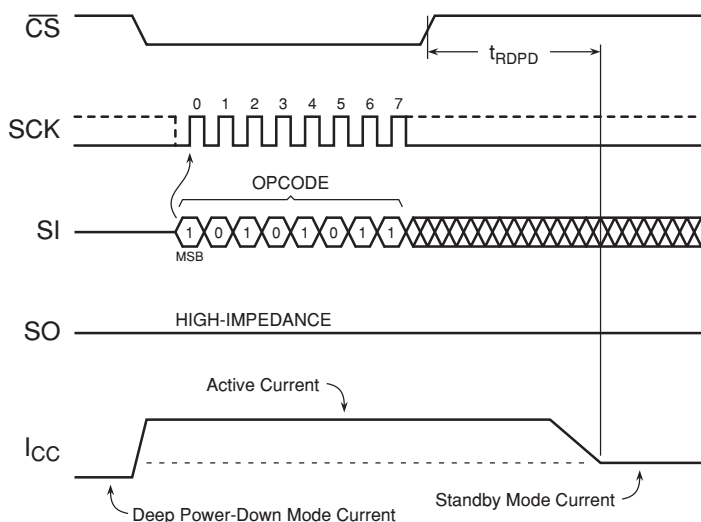 CS
tRDPD
0 1 2 3 4 5 6 7
SCK
OPCODE
SI
1 0 1 0 1 0 1 1
MSB
HIGH-IMPEDANCE
SO
Active Current
ICC
Standby Mode Current
Deep Power-Down Mode Current